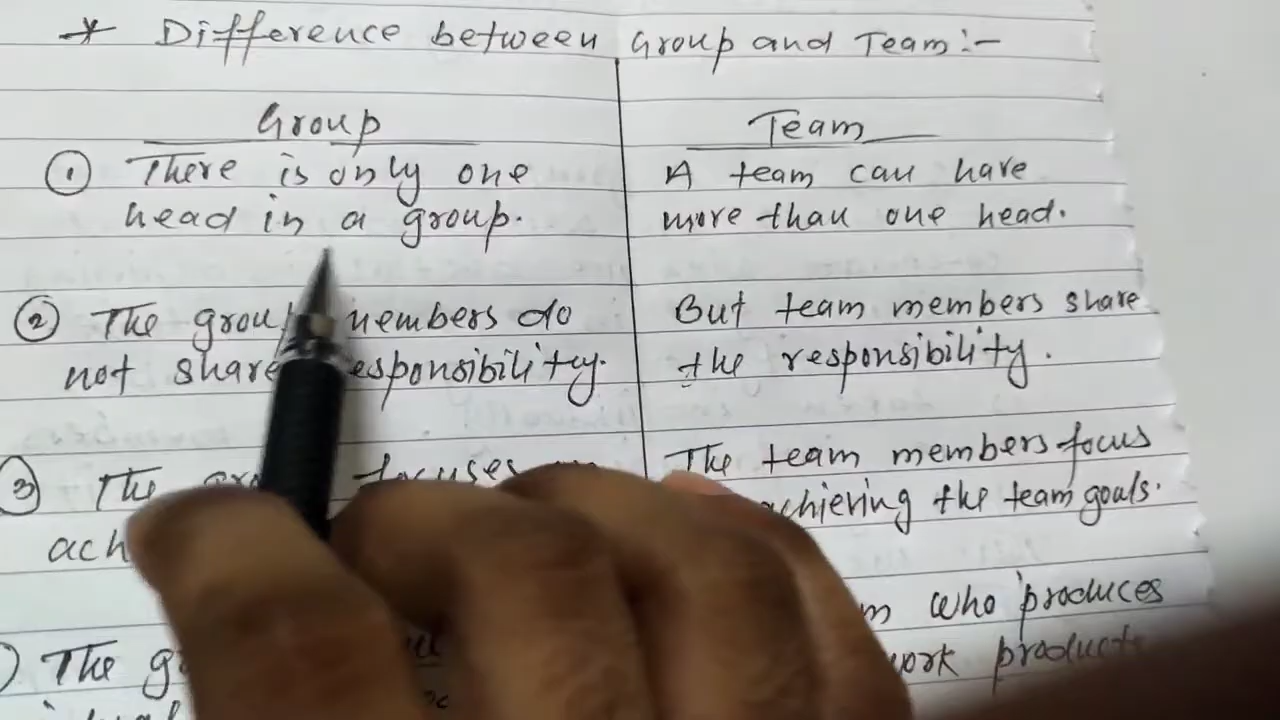 * Difference between Group and Team:-
Group
① There is only one
head in a group.
② The group members do
not share responsibility.
③ The focuses
The g
Team
A team can have
more than one head.
But team members share
the responsibility.
The team members focus
achieving the team goals.
who produces
work products